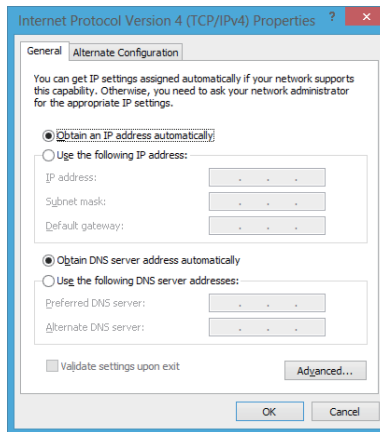 Internet Protocol Version 4 (TCP/IPv4) Properties ? ×
General Alternate Configuration
You can get IP settings assigned automatically if your network supports
this capability. Otherwise, you need to ask your network administrator
for the appropriate IP settings.
Obtain an IP address automatically
Use the following IP address:
IP address:
Subnet mask:
Default gateway:
Obtain DNS server address automatically
Use the following DNS server addresses:
Preferred DNS server:
Alternate DNS server:
Validate settings upon exit
Advanced...
OK Cancel